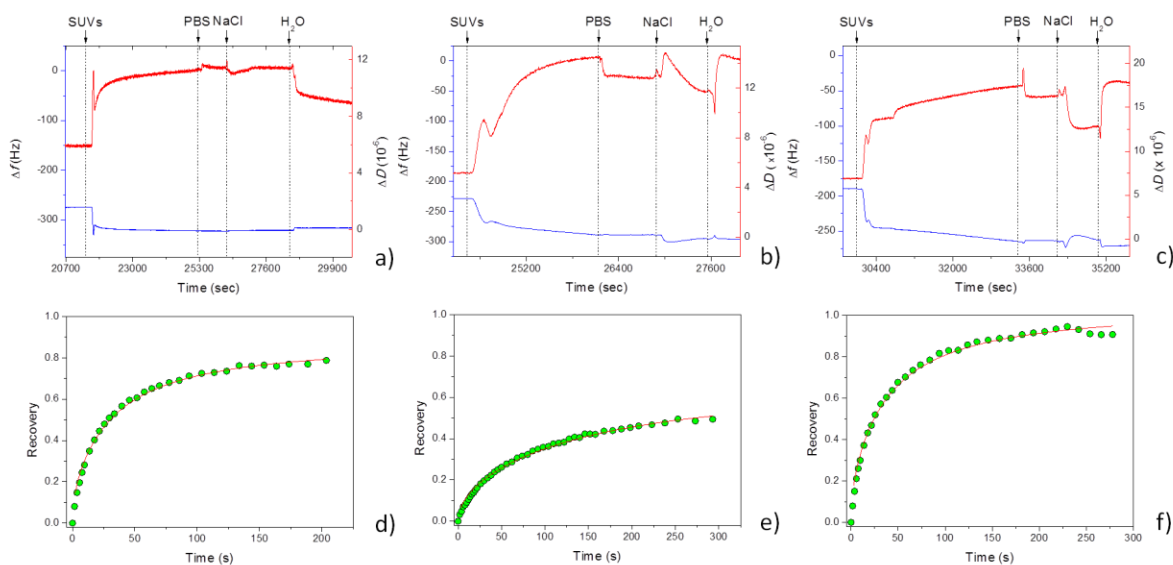 SUVs PBS NaCl H₂O
0 -50 -100 -150 -200 -250 -300
Δf (Hz)
12 8 4 0
ΔD (10⁻⁶)
20700 23000 25300 27600 29900
Time (sec)
a)
SUVs PBS NaCl H₂O
0 -50 -100 -150 -200 -250 -300
Δf (Hz)
12 8 4 0
ΔD (×10⁻⁶)
25200 26400 27600
Time (sec)
b)
SUVs PBS NaCl H₂O
0 -50 -100 -150 -200 -250
Δf (Hz)
20 15 10 5 0
ΔD (x 10⁻⁶)
30400 32000 33600 35200
Time (sec)
c)
1.0 0.8 0.6 0.4 0.2 0.0
Recovery
0 50 100 150 200
Time (s)
d)
1.0 0.8 0.6 0.4 0.2 0.0
Recovery
0 50 100 150 200 250 300
Time (s)
e)
1.0 0.8 0.6 0.4 0.2 0.0
Recovery
0 50 100 150 200 250 300
Time (s)
f)